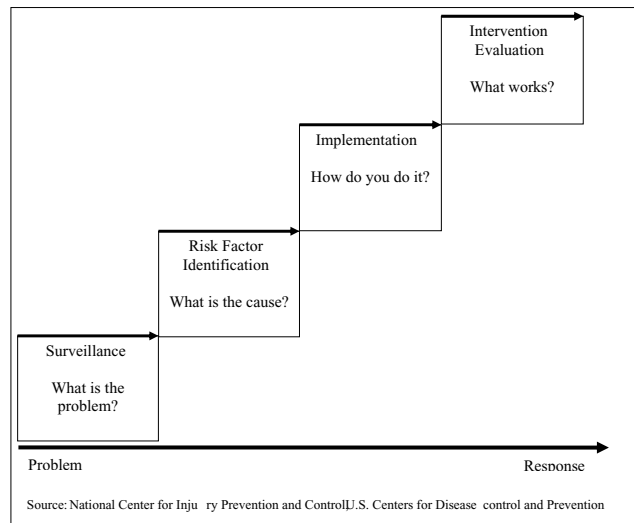 Surveillance
What is the
problem?
Risk Factor
Identification
What is the cause?
Implementation
How do you do it?
Intervention
Evaluation
What works?
Problem
Response
Source: National Center for Inju ry Prevention and Control,U.S. Centers for Disease control and Prevention